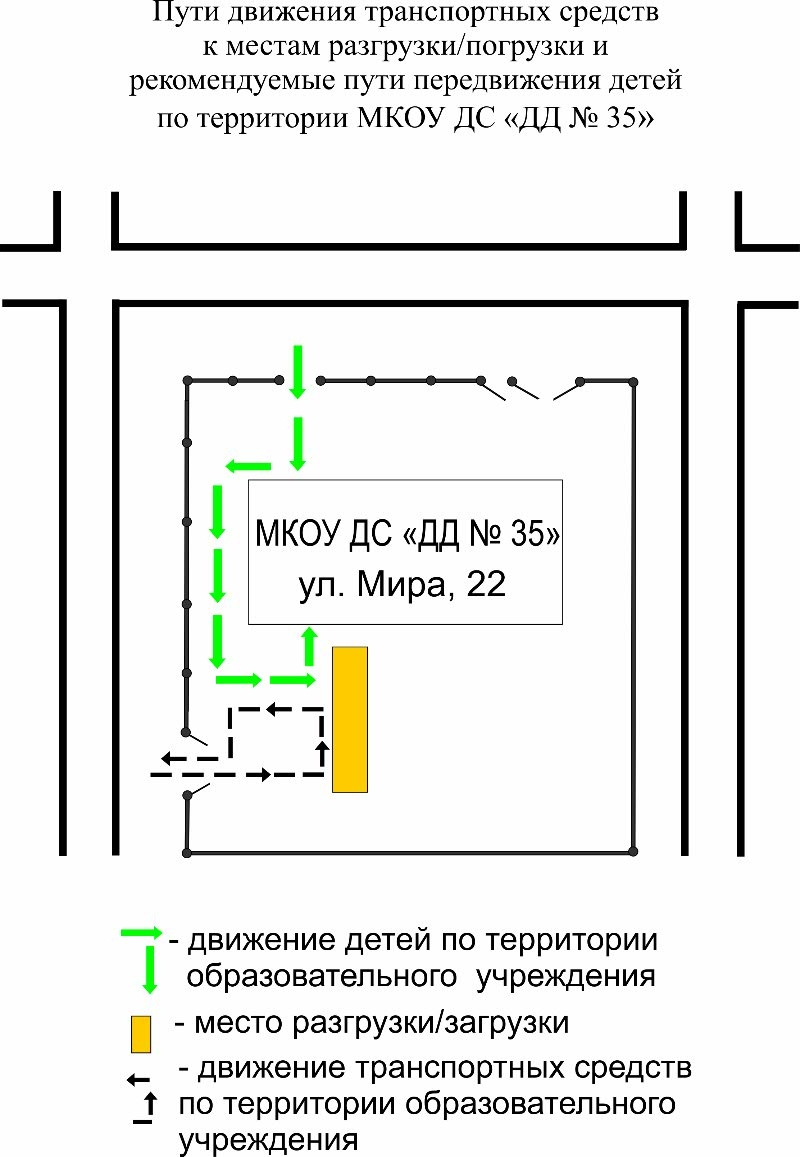 Пути движения транспортных средств
к местам разгрузки/погрузки и
рекомендуемые пути передвижения детей
по территории МКОУ ДС «ДД № 35»
МКОУ ДС «ДД № 35»
ул. Мира, 22
- движение детей по территории
образовательного учреждения
- место разгрузки/загрузки
- движение транспортных средств
по территории образовательного
учреждения